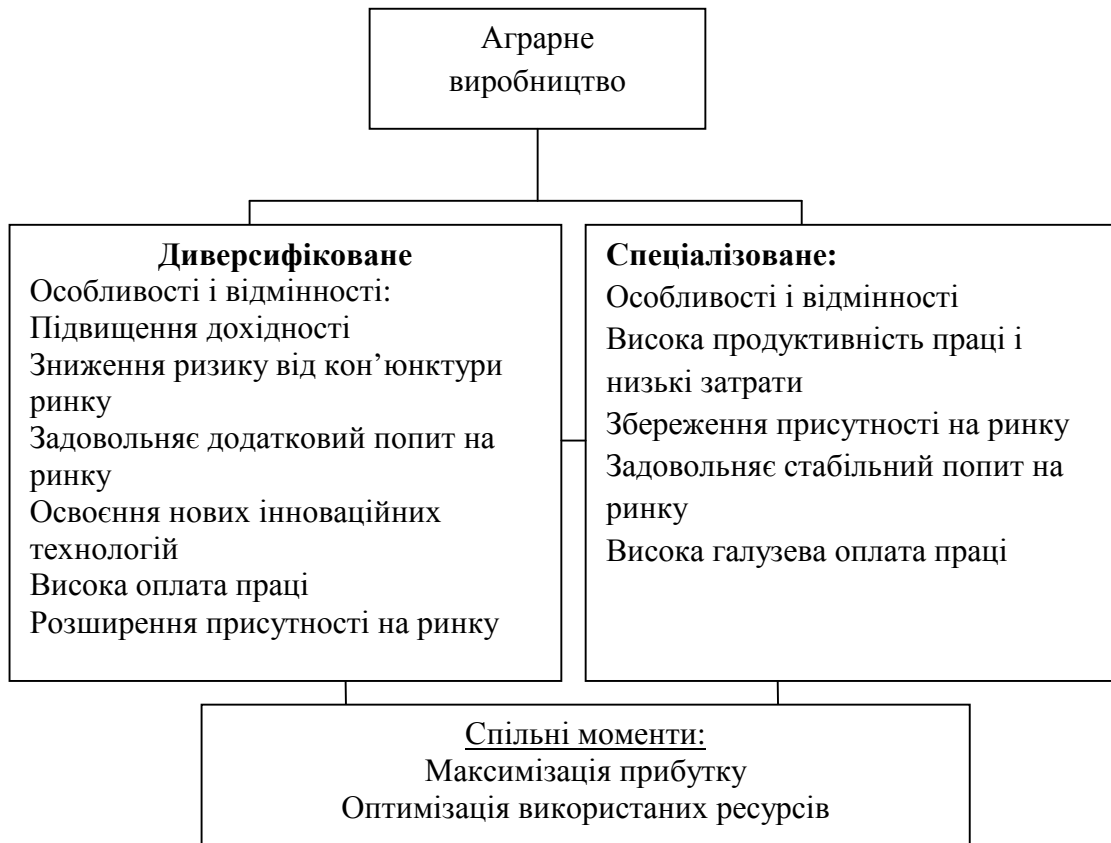 Аграрне
виробництво
Диверсифіковане
Особливості і відмінності:
Підвищення дохідності
Зниження ризику від кон’юнктури
ринку
Задовольняє додатковий попит на
ринку
Освоєння нових інноваційних
технологій
Висока оплата праці
Розширення присутності на ринку
Спеціалізоване:
Особливості і відмінності
Висока продуктивність праці і
низькі затрати
Збереження присутності на ринку
Задовольняє стабільний попит на
ринку
Висока галузева оплата праці
Спільні моменти:
Максимізація прибутку
Оптимізація використаних ресурсів